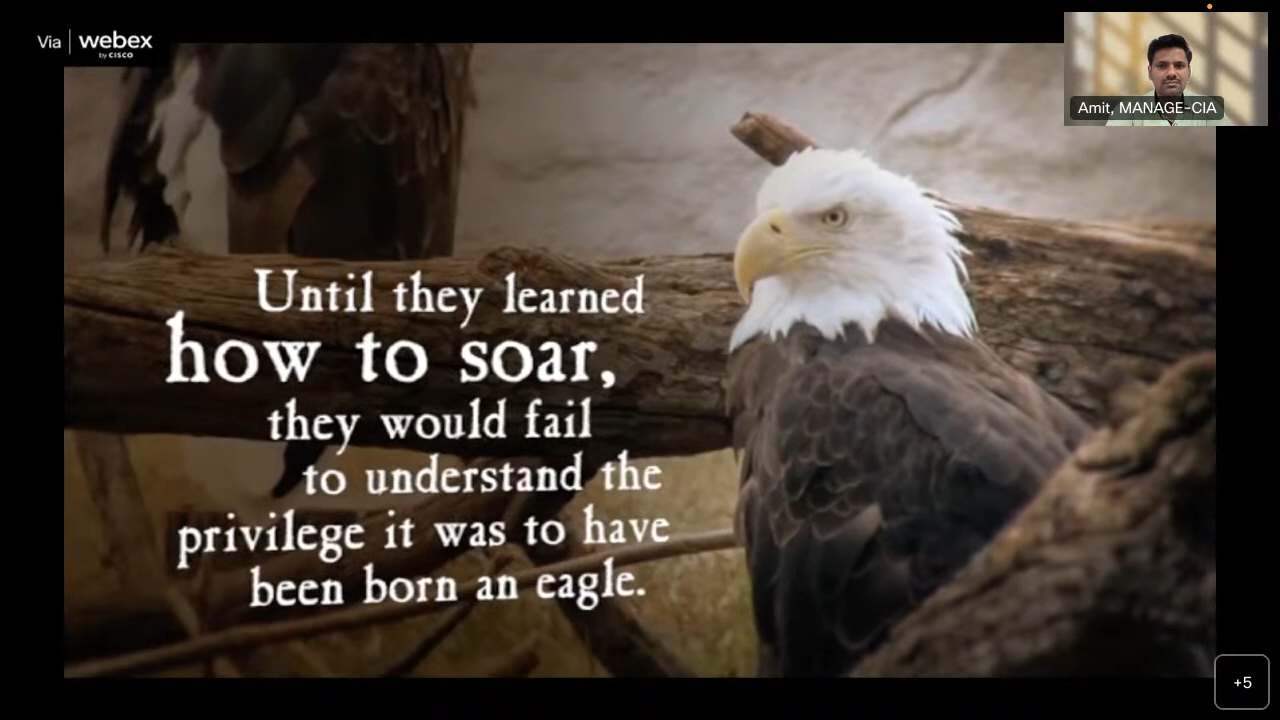 Via webex
by CISCO
Amit, MANAGE-CIA
Until they learned
how to soar,
they would fail
to understand the
privilege it was to have
been born an eagle.
+5